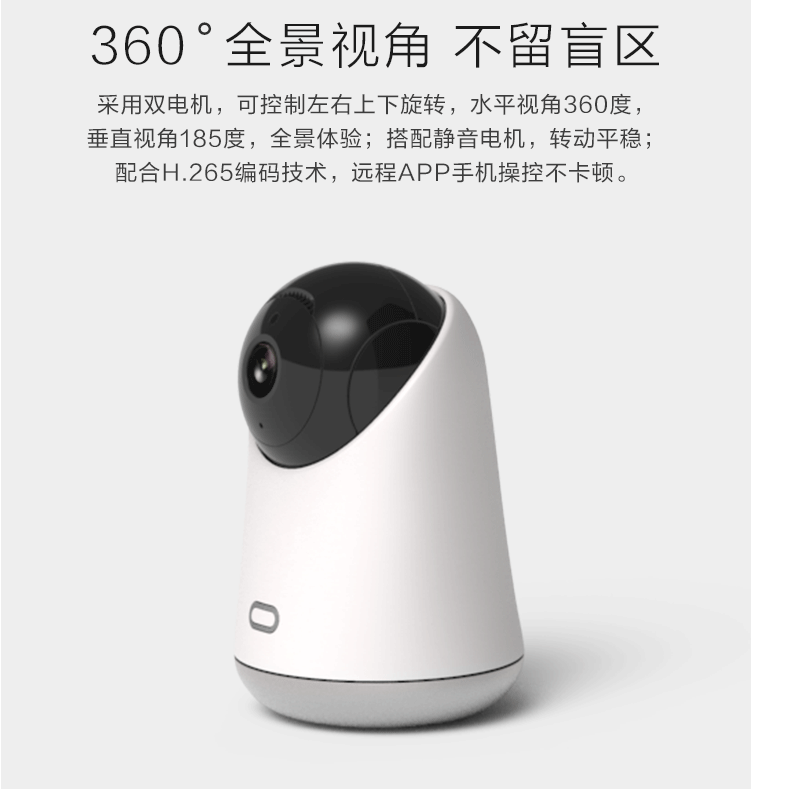 360°全景视角 不留盲区
采用双电机，可控制左右上下旋转，水平视角360度，
垂直视角185度，全景体验；搭配静音电机，转动平稳；
配合H.265编码技术，远程APP手机操控不卡顿。